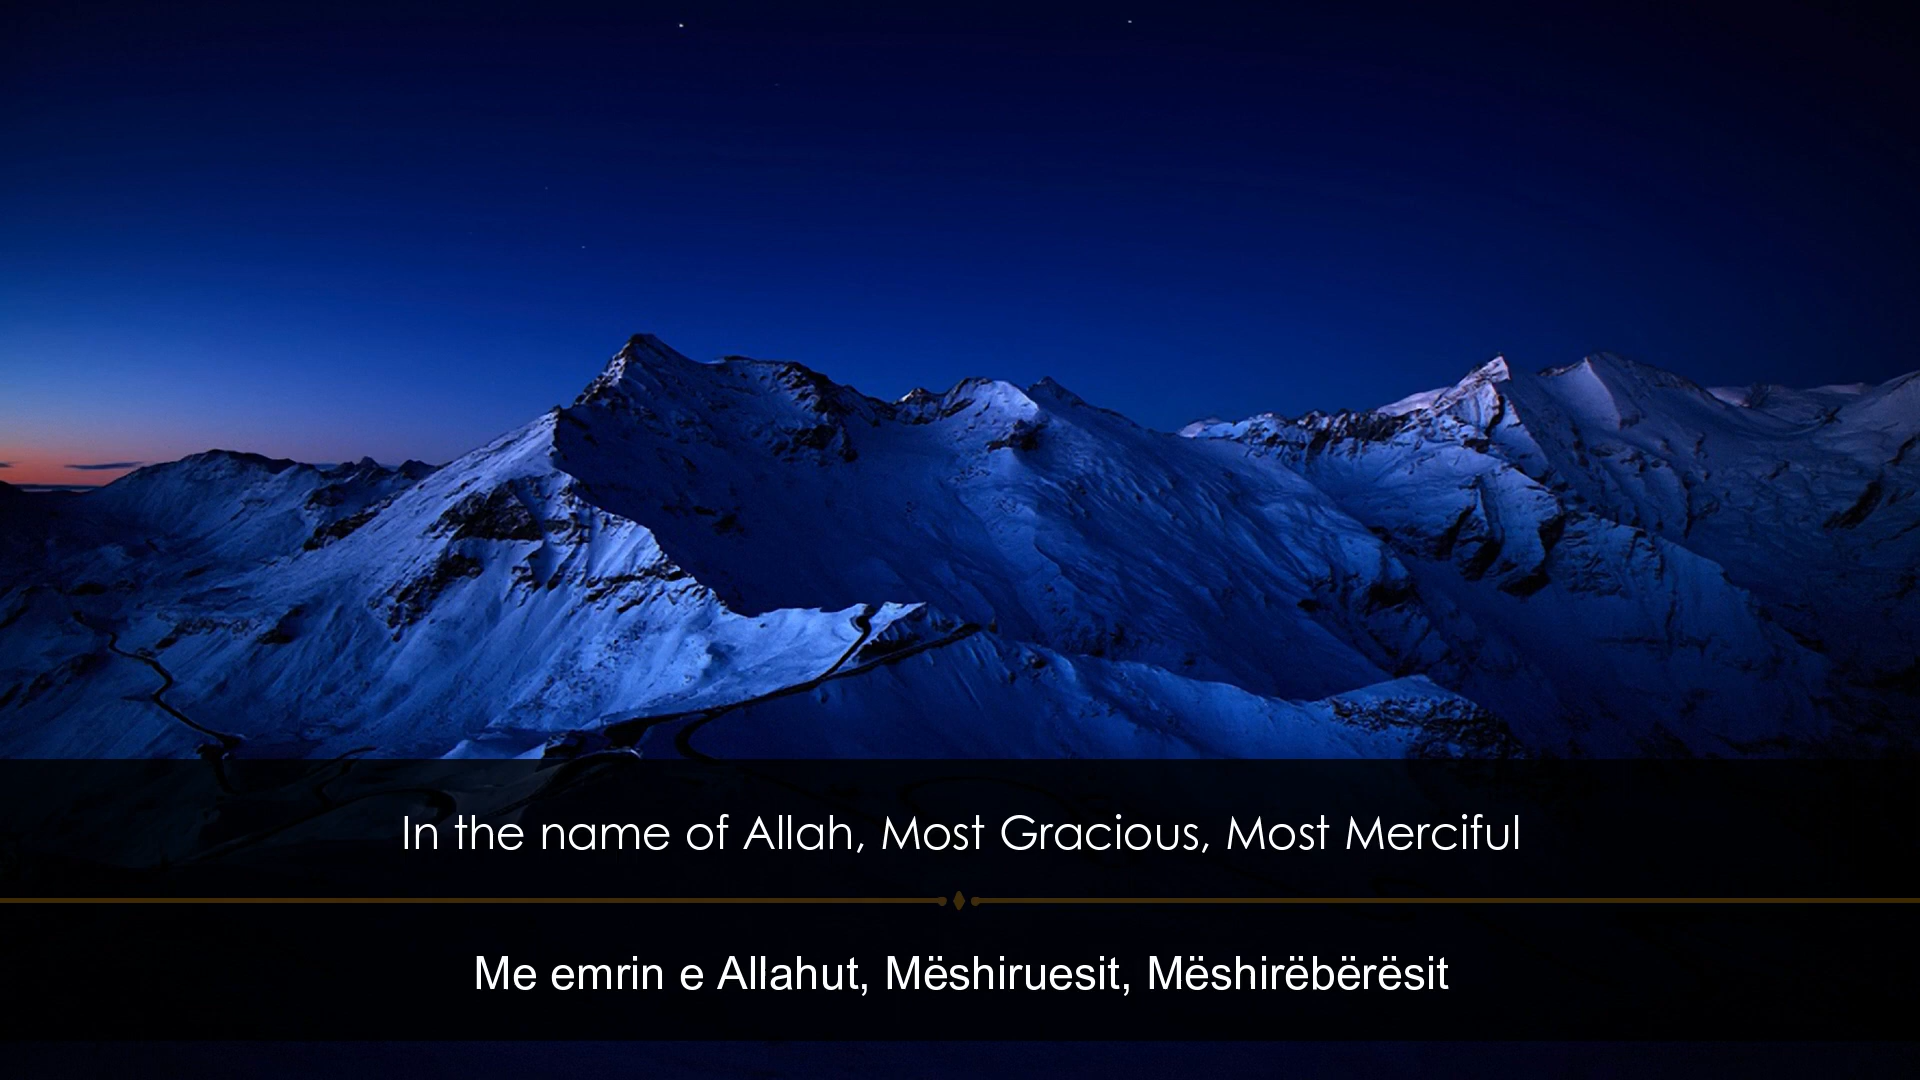 In the name of Allah, Most Gracious, Most Merciful
Me emrin e Allahut, Mëshiruesit, Mëshirëbërësit